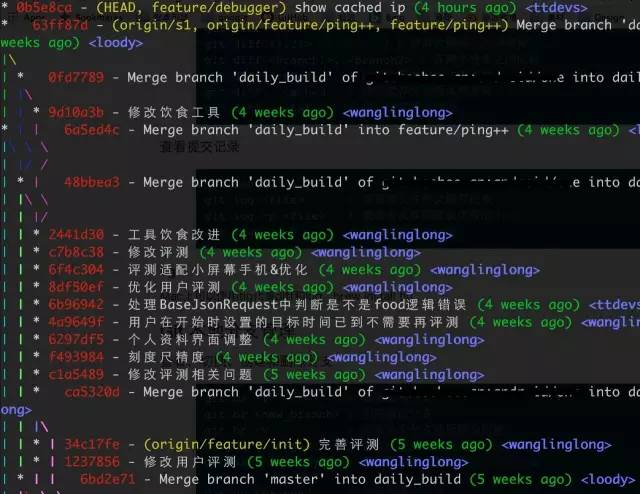 * 0b5e8ca - (HEAD, feature/debugger) show cached ip (4 hours ago) <ttdevs>
* 63ff87d - (origin/s1, origin/feature/ping++, feature/ping++) Merge branch 'da
weeks ago) <loody>
|\
| * 0fd7789 - Merge branch 'daily_build' of git into dai
| |\
| | * 9d10a3b - 修改饮食工具 (4 weeks ago) <wanglinglong>
* | | 6a5ed4c - Merge branch 'daily_build' into feature/ping++ (4 weeks ago) <l
查看提交记录
| * | 48bbea3 - Merge branch 'daily_build' of into da
| | * 2441d30 - 工具饮食改进 (4 weeks ago) <wanglinglong>
| | * c7b8c38 - 修改评测 (4 weeks ago) <wanglinglong>
| | * 6f4c304 - 评测适配小屏幕手机&优化 (4 weeks ago) <wanglinglong>
| | * 8df50ef - 优化用户评测 (4 weeks ago) <wanglinglong>
| | * 6b96942 - 处理BaseJsonRequest中判断是不是food逻辑错误 (4 weeks ago) <ttdevs
| | * 4a9649f - 用户在开始时设置的目标时间已到不需要再评测 (4 weeks ago) <wanglinglong
| | * 6297df5 - 个人资料界面调整 (4 weeks ago) <wanglinglong>
| | * f493984 - 刻度尺精度 (4 weeks ago) <wanglinglong>
| | * c1a5489 - 修改评测相关问题 (5 weeks ago) <wanglinglong>
| | * ca5320d - Merge branch 'daily_build' of into da
ong>
| | |\
| | * | 34c17fe - (origin/feature/init) 完善评测 (5 weeks ago) <wanglinglong>
| | * | 1237856 - 修改用户评测 (5 weeks ago) <wanglinglong>
| | * | | 6bd2e71 - Merge branch 'master' into daily_build (5 weeks ago) <loody>